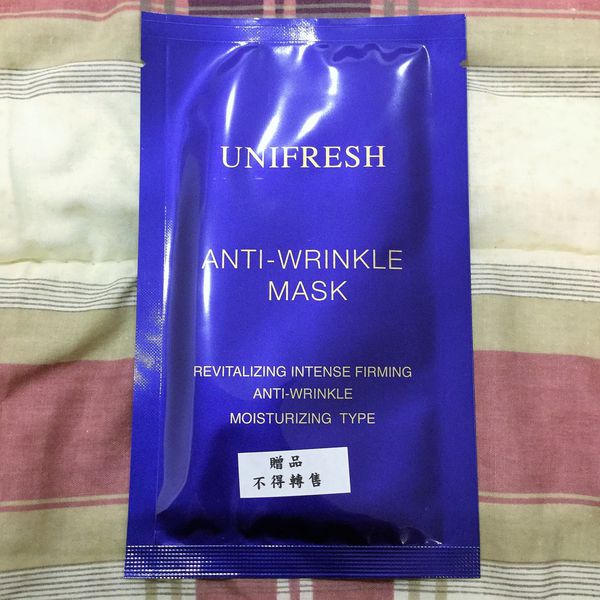 UNIFRESH
ANTI-WRINKLE
MASK
REVITALIZING INTENSE FIRMING
ANTI-WRINKLE
MOISTURIZING TYPE
贈品
不得轉售